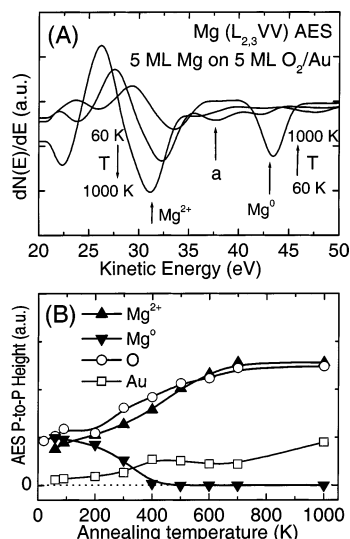 (A)
Mg (L2,3VV) AES
5 ML Mg on 5 ML O2/Au
dN(E)/dE (a.u.)
60 K
T
1000 K
Mg2+
a
Mg0
1000 K
T
60 K
20 25 30 35 40 45 50
Kinetic Energy (eV)
(B)
Mg2+
Mg0
O
Au
AES P-to-P Height (a.u.)
0
0 200 400 600 800 1000
Annealing temperature (K)